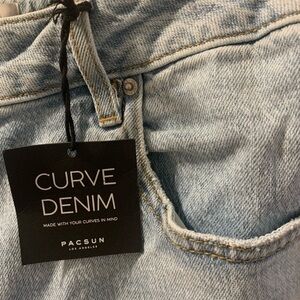 CURVE
DENIM
MADE WITH YOUR CURVES IN MIND
PACSUN
LOS ANGELES